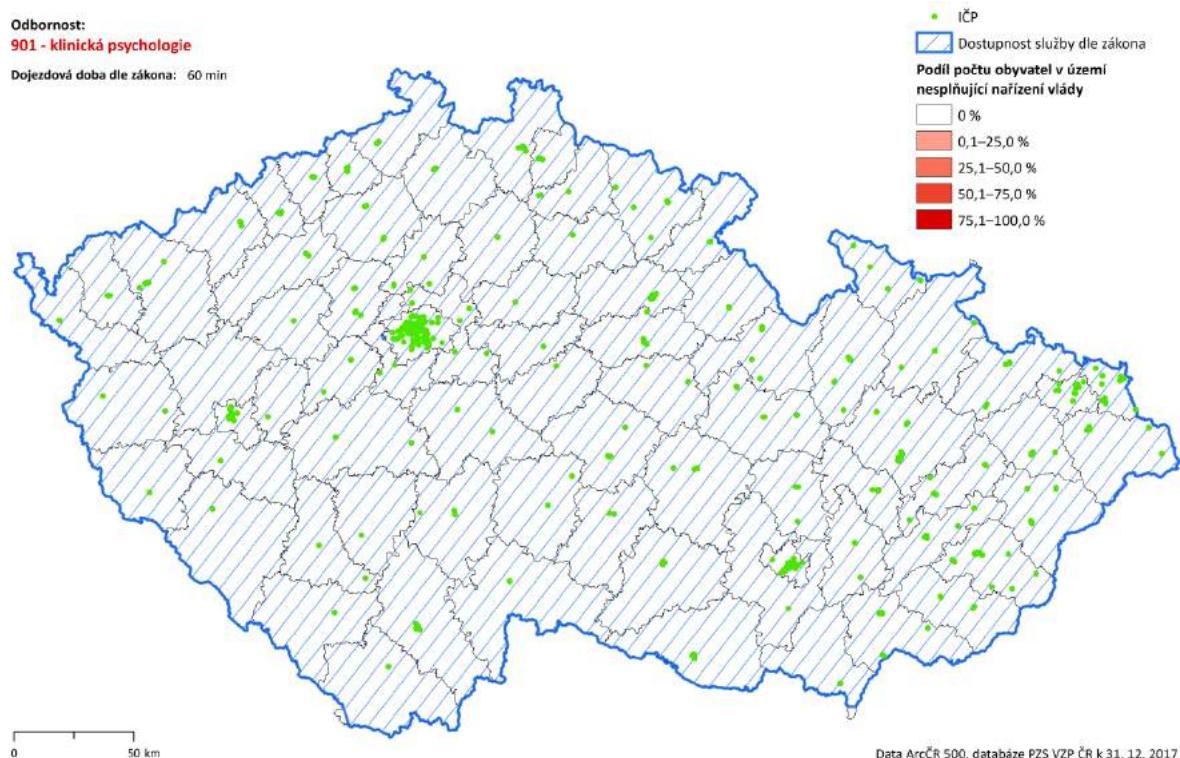 Odbornost:
901 - klinická psychologie
Dojezdová doba dle zákona: 60 min
IČP
Dostupnost služby dle zákona
Podíl počtu obyvatel v území
nesplňující nařízení vlády
0 %
0,1–25,0 %
25,1–50,0 %
50,1–75,0 %
75,1–100,0 %
0 50 km
Data ArcČR 500, databáze PZS VZP ČR k 31. 12. 2017